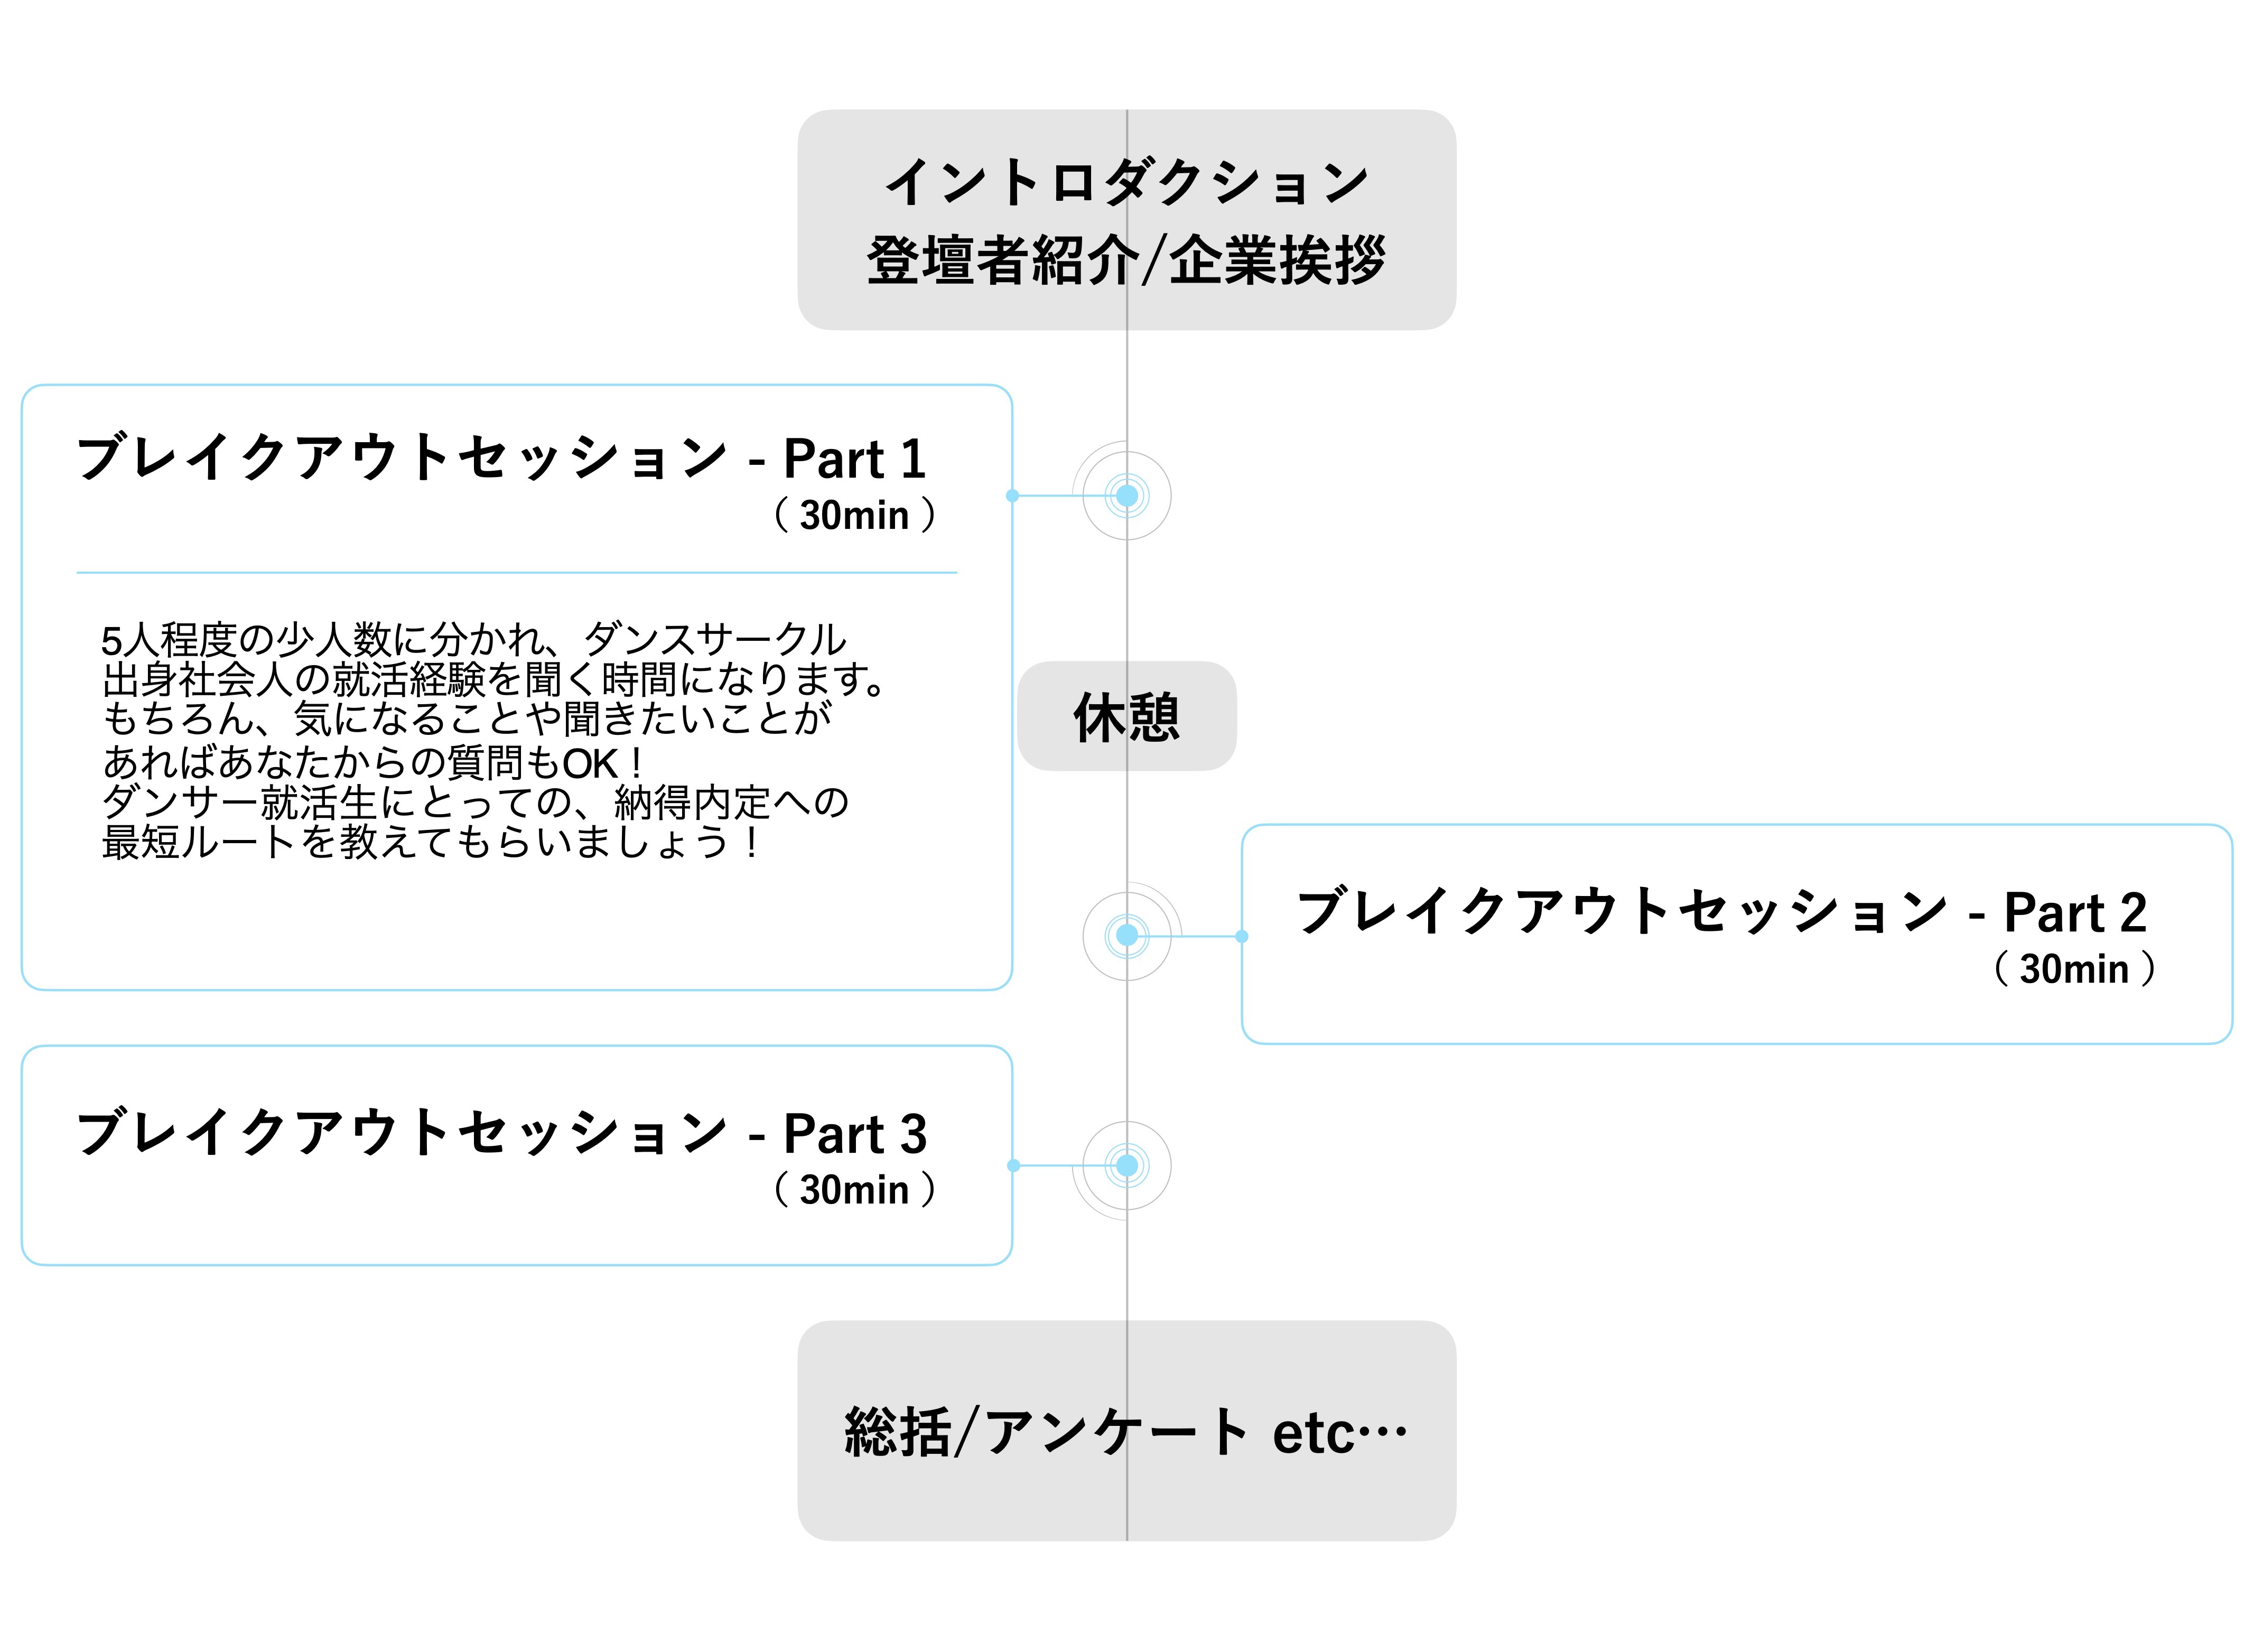 イントロダクション
登壇者紹介/企業挨拶
ブレイクアウトセッション - Part 1
（30min）
5人程度の少人数に分かれ、ダンスサークル
出身社会人の就活経験を聞く時間になります。
もちろん、気になることや聞きたいことが
あればあなたからの質問もOK！
ダンサー就活生にとっての、納得内定への
最短ルートを教えてもらいましょう！
休憩
ブレイクアウトセッション - Part 2
（30min）
ブレイクアウトセッション - Part 3
（30min）
総括/アンケート etc…